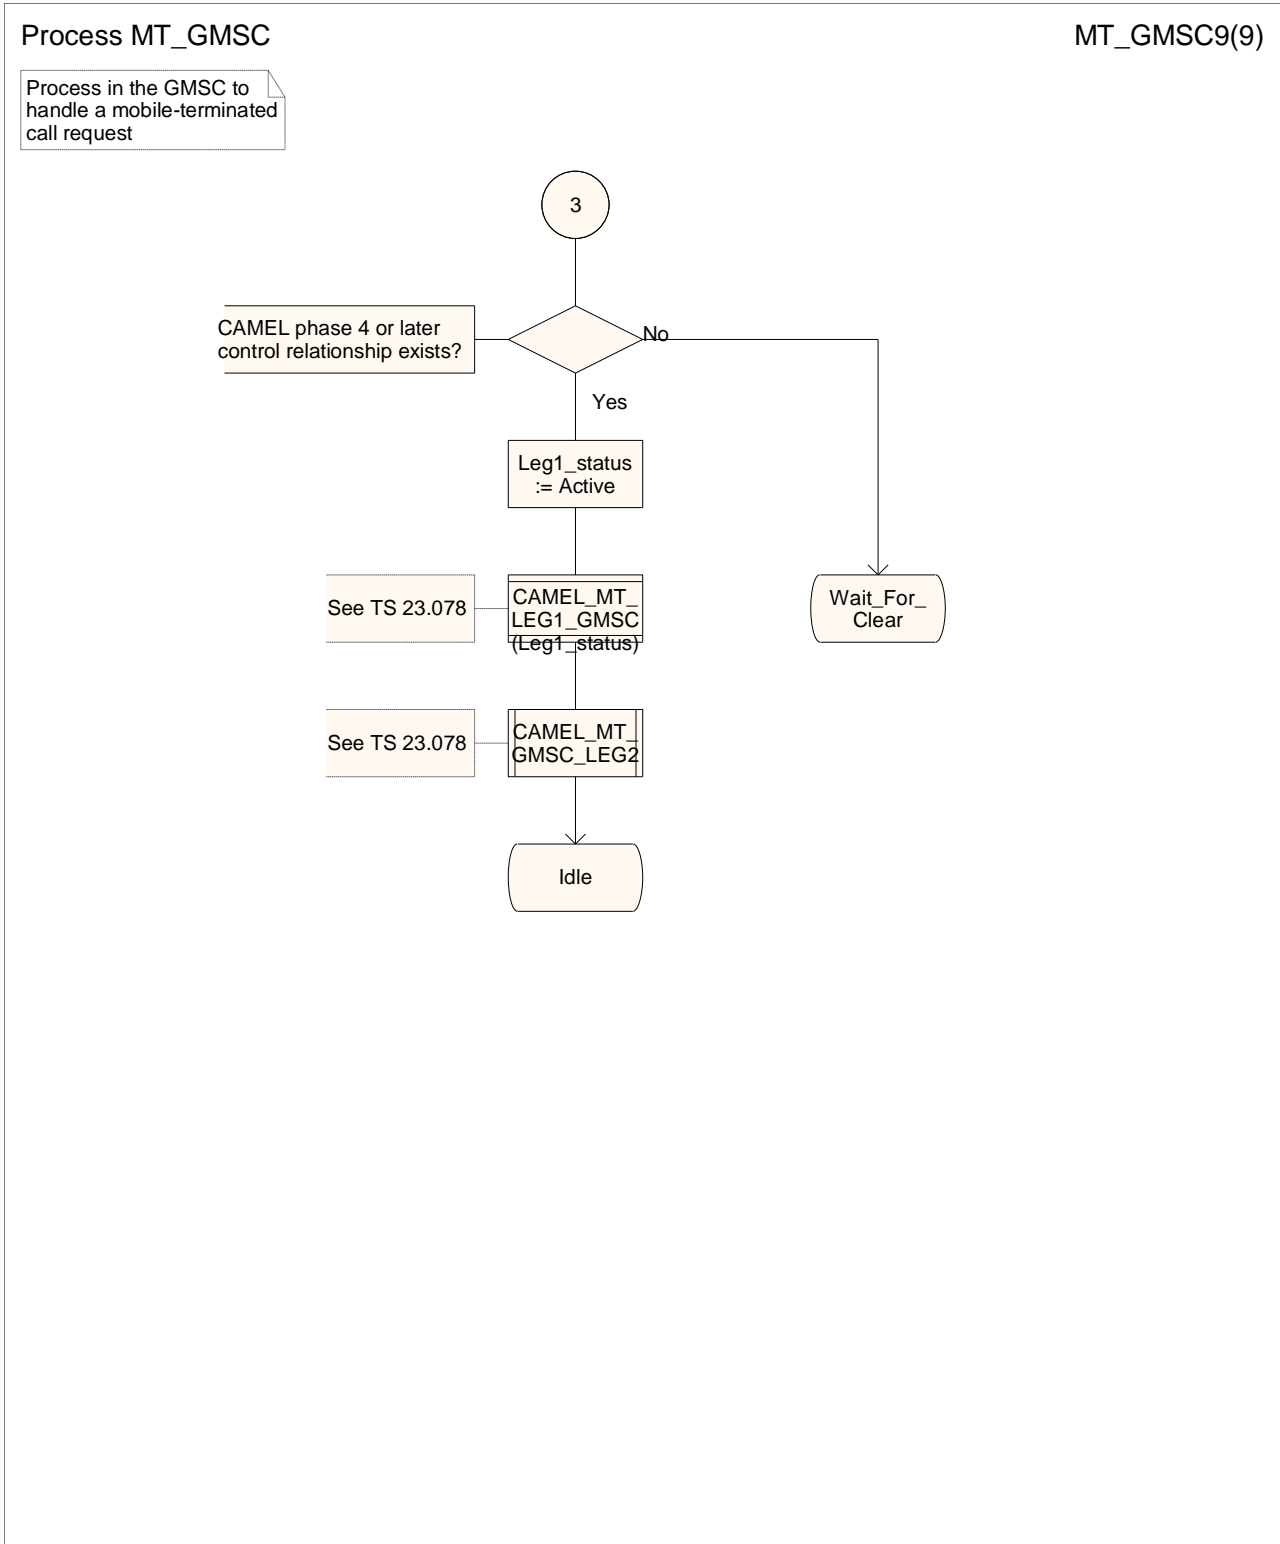 Process MT_GMSC
MT_GMSC9(9)
Process in the GMSC to
handle a mobile-terminated
call request
3
CAMEL phase 4 or later
control relationship exists?
No
Yes
Leg1_status
:= Active
See TS 23.078
CAMEL_MT_
LEG1_GMSC
(Leg1_status)
Wait_For_
Clear
See TS 23.078
CAMEL_MT_
GMSC_LEG2
Idle